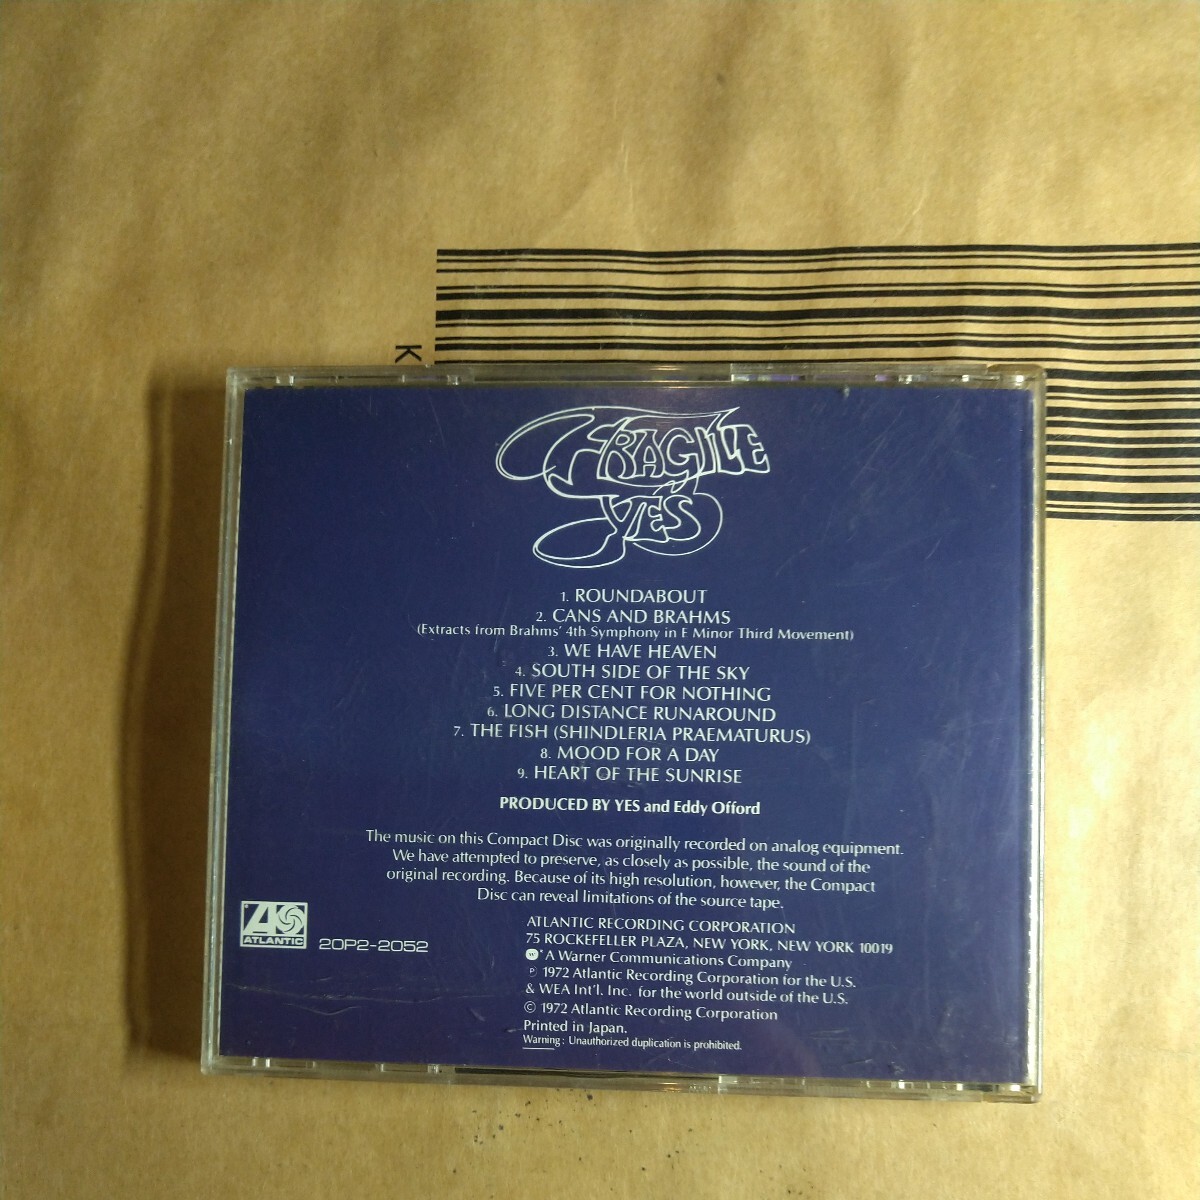 K
FRAGILE
YES
1. ROUNDABOUT
2. CANS AND BRAHMS
(Extracts from Brahms' 4th Symphony in E Minor Third Movement)
3. WE HAVE HEAVEN
4. SOUTH SIDE OF THE SKY
5. FIVE PER CENT FOR NOTHING
6. LONG DISTANCE RUNAROUND
7. THE FISH (SHINDLERIA PRAEMATURUS)
8. MOOD FOR A DAY
9. HEART OF THE SUNRISE
PRODUCED BY YES and Eddy Offord
The music on this Compact Disc was originally recorded on analog equipment.
We have attempted to preserve, as closely as possible, the sound of the
original recording. Because of its high resolution, however, the Compact
Disc can reveal limitations of the source tape.
ATLANTIC
20P2-2052
ATLANTIC RECORDING CORPORATION
75 ROCKEFELLER PLAZA, NEW YORK, NEW YORK 10019
W * A Warner Communications Company
℗ 1972 Atlantic Recording Corporation for the U.S.
& WEA Int'l. Inc. for the world outside of the U.S.
© 1972 Atlantic Recording Corporation
Printed in Japan.
Warning: Unauthorized duplication is prohibited.